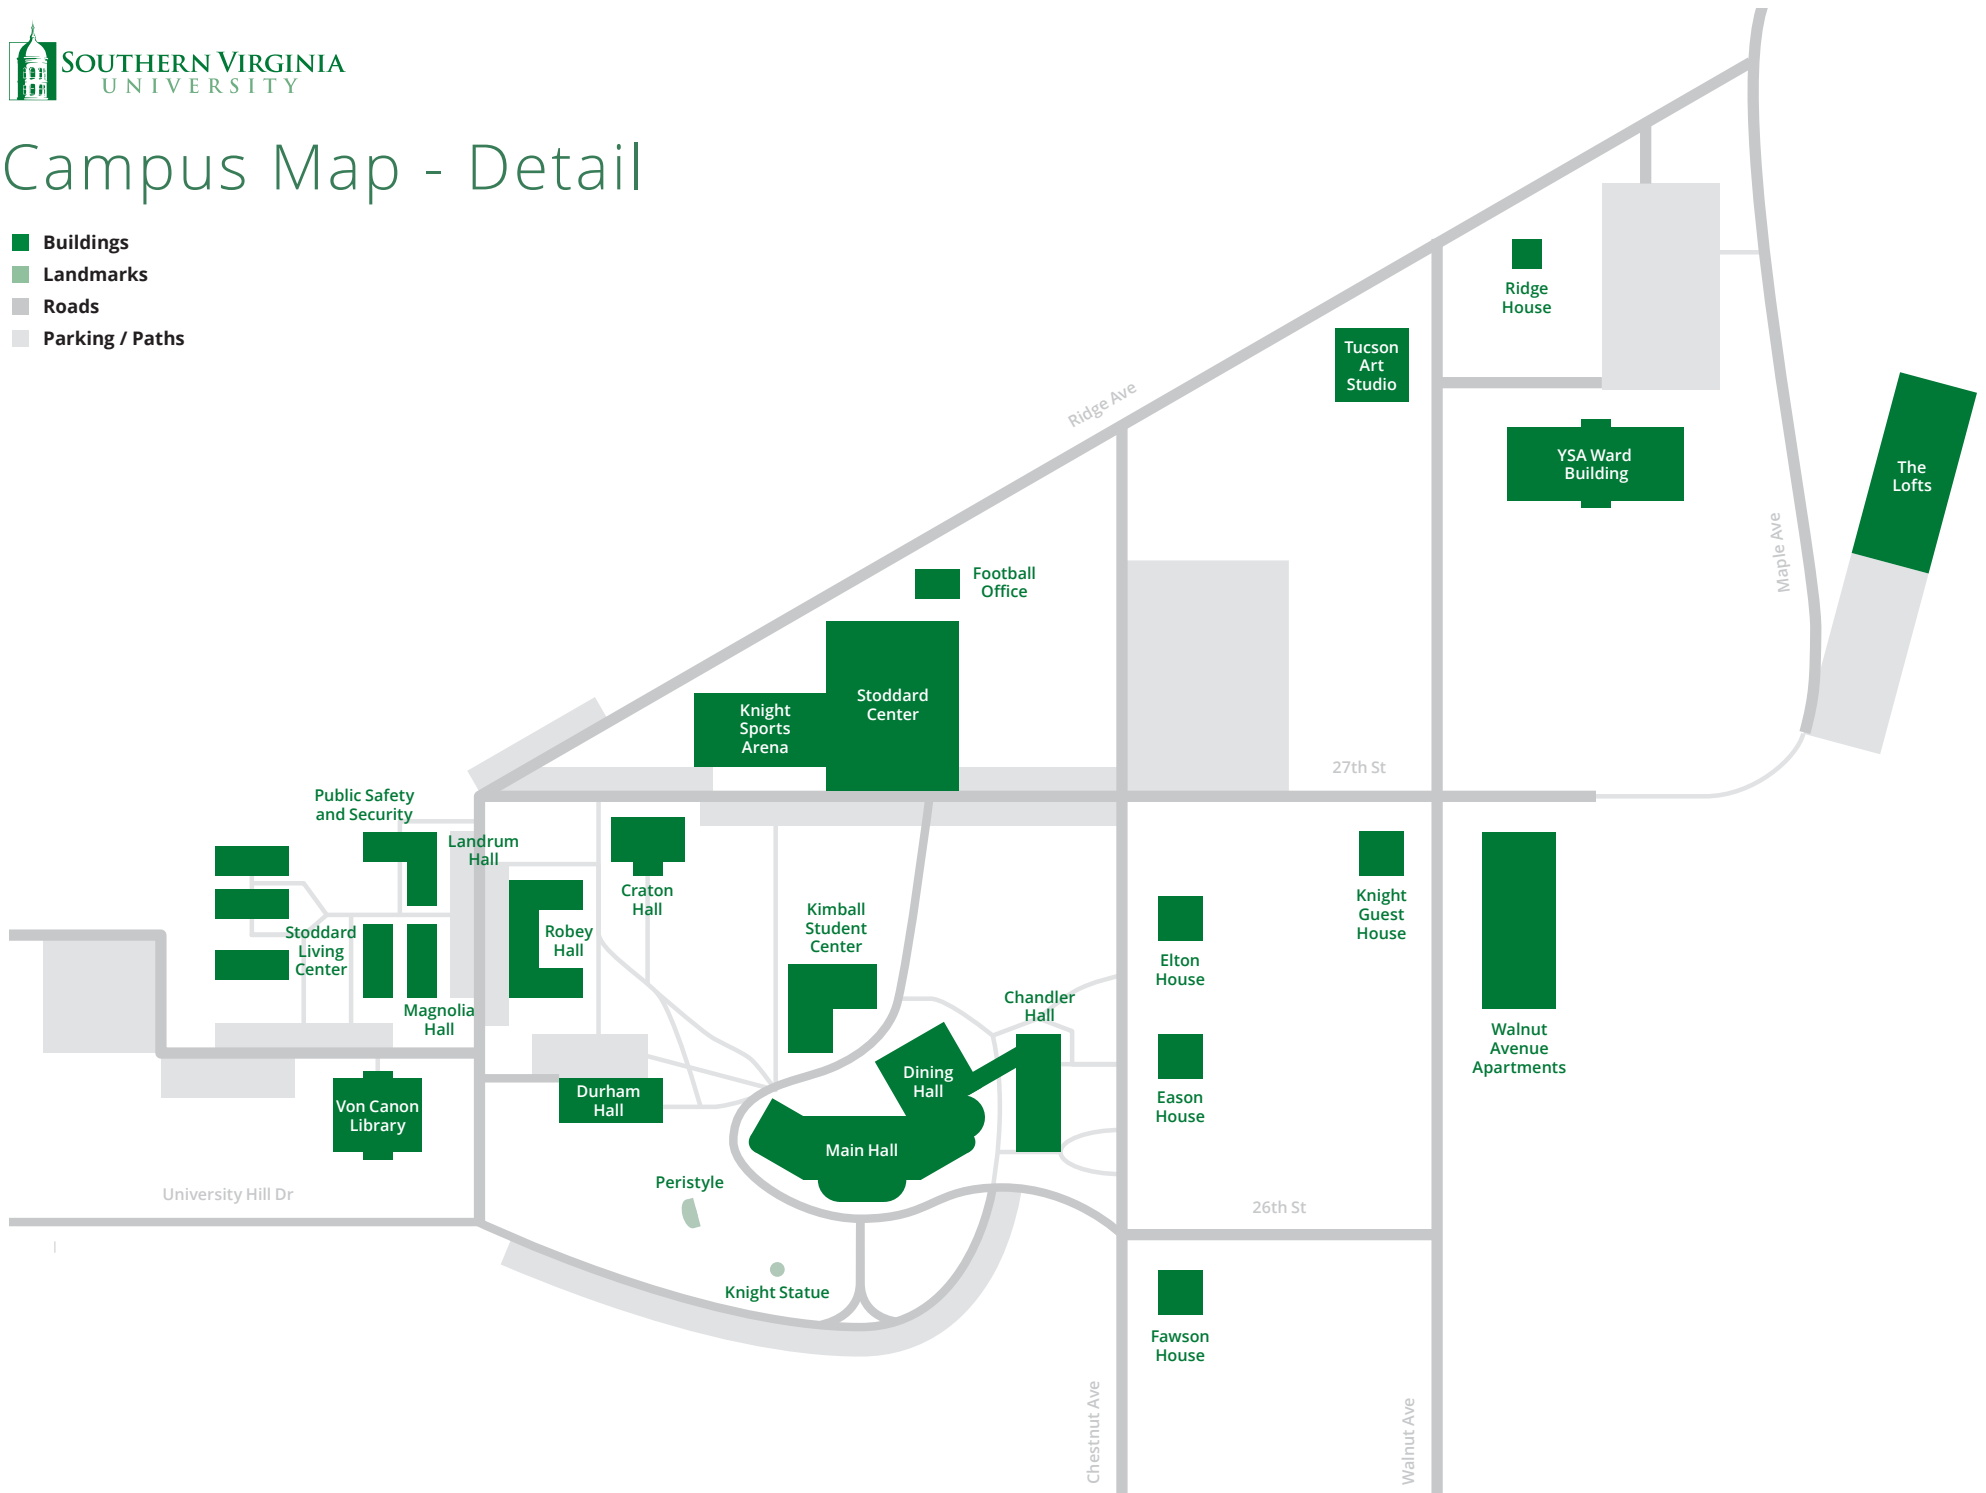 SOUTHERN VIRGINIA
UNIVERSITY
Campus Map - Detail
Buildings
Landmarks
Roads
Parking / Paths
Ridge
House
Tucson
Art
Studio
Ridge Ave
YSA Ward
Building
The
Lofts
Maple Ave
Football
Office
Stoddard
Center
Knight
Sports
Arena
27th St
Public Safety
and Security
Landrum
Hall
Craton
Hall
Knight
Guest
House
Kimball
Student
Center
Robey
Hall
Stoddard
Living
Center
Elton
House
Magnolia
Hall
Chandler
Hall
Walnut
Avenue
Apartments
Dining
Hall
Durham
Hall
Eason
House
Von Canon
Library
Main Hall
Peristyle
University Hill Dr
26th St
Knight Statue
Fawson
House
Chestnut Ave
Walnut Ave